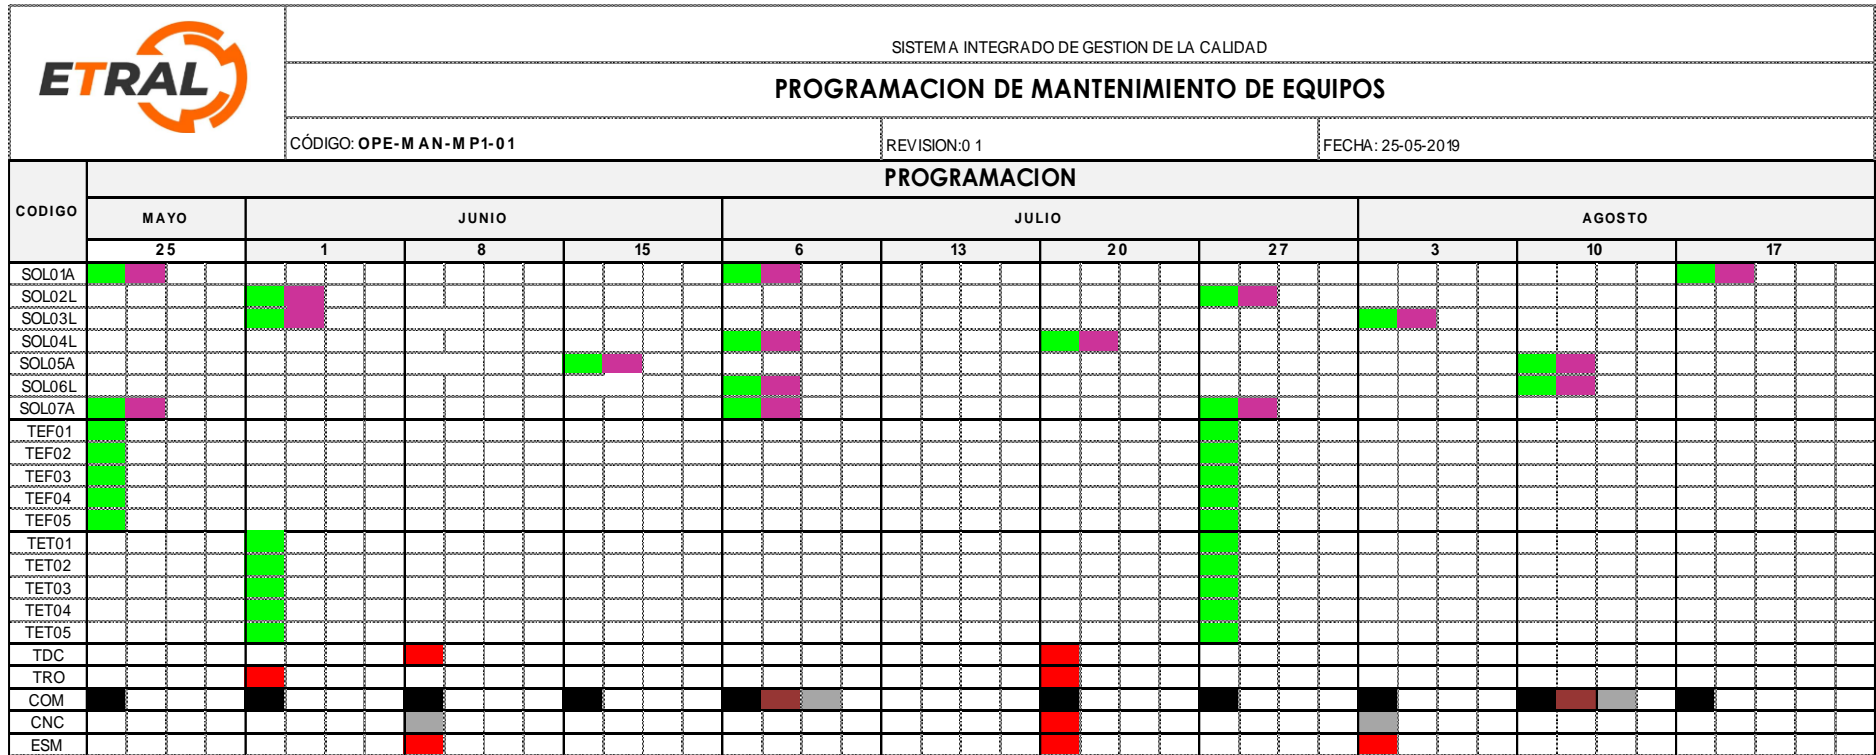 ETRAL
SISTEMA INTEGRADO DE GESTION DE LA CALIDAD
PROGRAMACION DE MANTENIMIENTO DE EQUIPOS
CÓDIGO: OPE-MAN-MP1-01 REVISION:0 1 FECHA: 25-05-2019
CODIGO PROGRAMACION
MAYO JUNIO JULIO AGOSTO
25 1 8 15 6 13 20 27 3 10 17
SOL01A
SOL02L
SOL03L
SOL04L
SOL05A
SOL06L
SOL07A
TEF01
TEF02
TEF03
TEF04
TEF05
TET01
TET02
TET03
TET04
TET05
TDC
TRO
COM
CNC
ESM